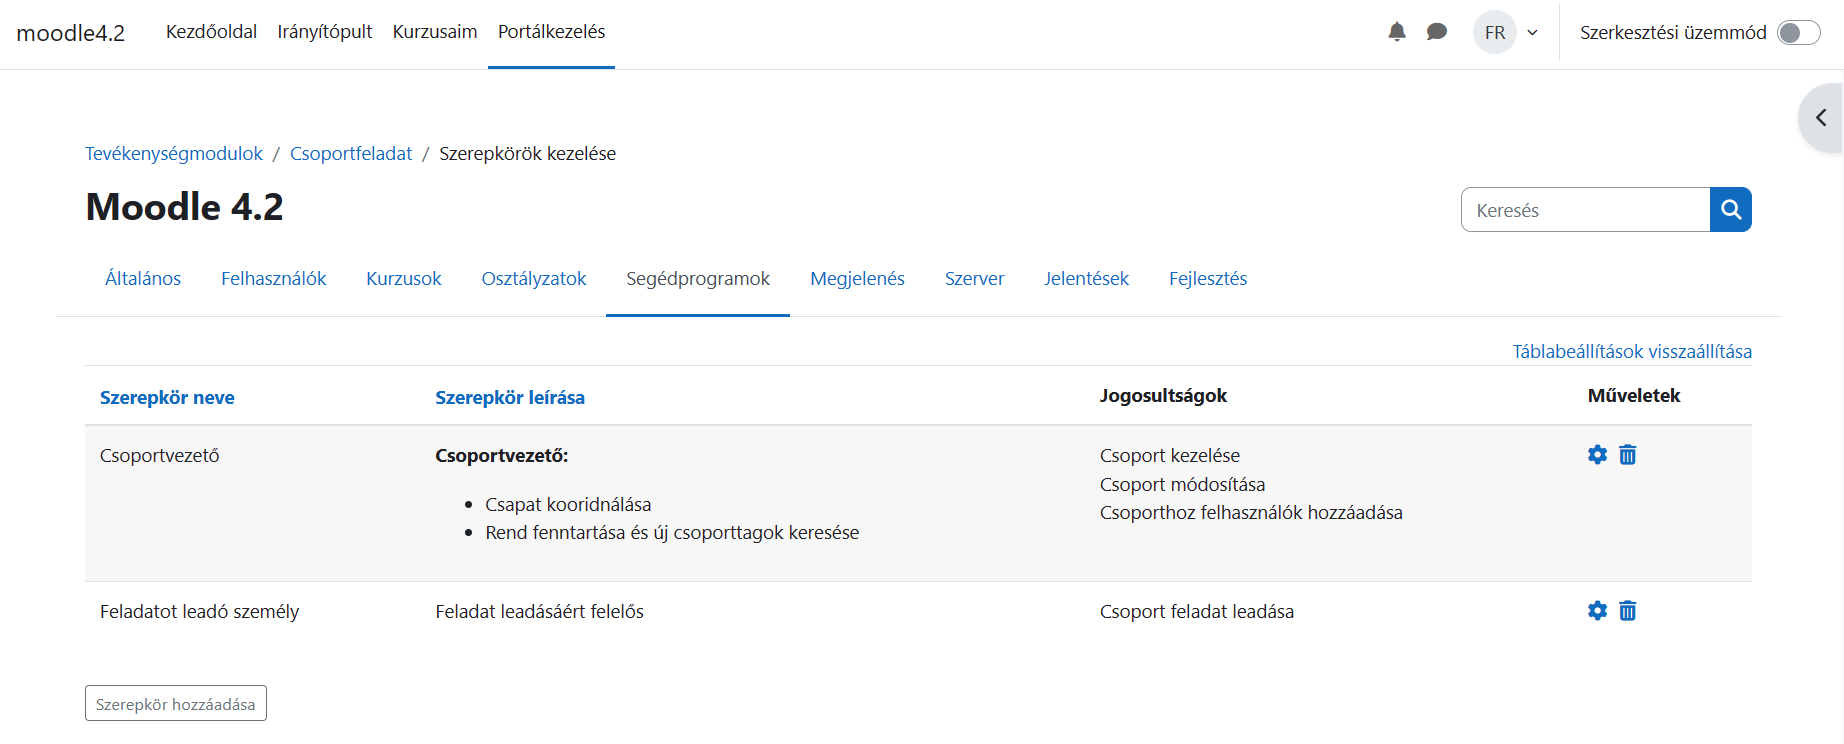 moodle4.2 Kezdőoldal Irányítópult Kurzusaim Portálkezelés FR Szerkesztési üzemmód
Tevékenységmodulok / Csoportfeladat / Szerepkörök kezelése
Moodle 4.2
Keresés
Általános Felhasználók Kurzusok Osztályzatok Segédprogramok Megjelenés Szerver Jelentések Fejlesztés
Táblabeállítások visszaállítása
Szerepkör neve Szerepkör leírása Jogosultságok Műveletek
Csoportvezető Csoportvezető: Csoport kezelése
Csoport módosítása
• Csapat kooridnálása
Csoporthoz felhasználók hozzáadása
• Rend fenntartása és új csoporttagok keresése
Feladatot leadó személy Feladat leadásáért felelős Csoport feladat leadása
Szerepkör hozzáadása